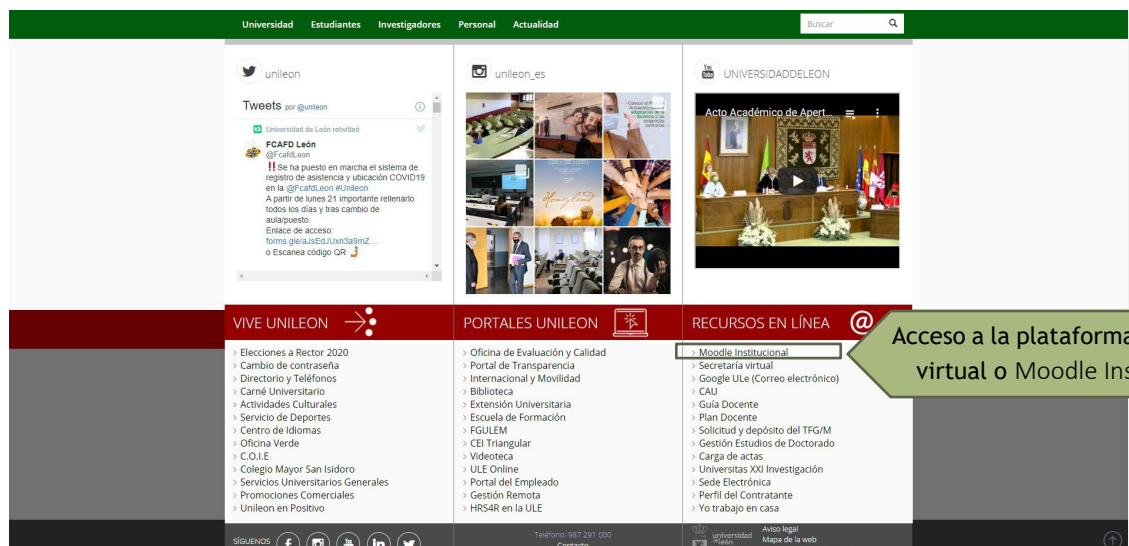 Universidad Estudiantes Investigadores Personal Actualidad Buscar
unileon
Tweets por @unileon
Universidad de León retwitteó
FCAFD León
@FcafdLeon
‼Se ha puesto en marcha el sistema de
registro de asistencia y ubicación COVID19
en la @FcafdLeon #Unileon
A partir de lunes 21 importante rellenarlo
todos los días y tras cambio de
aula/puesto.
Enlace de acceso:
forms.gle/aJsEdJUxn3a9mZ...
o Escanea código QR
unileon_es
Honeyland
You Tube
UNIVERSIDADDELEON
Acto Académico de Apert...
VIVE UNILEON
> Elecciones a Rector 2020
> Cambio de contraseña
> Directorio y Teléfonos
> Carné Universitario
> Actividades Culturales
> Servicio de Deportes
> Centro de Idiomas
> Oficina Verde
> C.O.I.E
> Colegio Mayor San Isidoro
> Servicios Universitarios Generales
> Promociones Comerciales
> Unileon en Positivo
PORTALES UNILEON
> Oficina de Evaluación y Calidad
> Portal de Transparencia
> Internacional y Movilidad
> Biblioteca
> Extensión Universitaria
> Escuela de Formación
> FGULEM
> CEI Triangular
> Videoteca
> ULE Online
> Portal del Empleado
> Gestión Remota
> HRS4R en la ULE
RECURSOS EN LÍNEA @
> Moodle Institucional
> Secretaría virtual
> Google ULe (Correo electrónico)
> CAU
> Guía Docente
> Plan Docente
> Solicitud y depósito del TFG/M
> Gestión Estudios de Doctorado
> Carga de actas
> Universitas XXI Investigación
> Sede Electrónica
> Perfil del Contratante
> Yo trabajo en casa
Acceso a la plataforma
virtual o Moodle Ins
SÍGUENOS
Teléfono: 987 291 000
Contacto
universidad
de león
Aviso legal
Mapa de la web